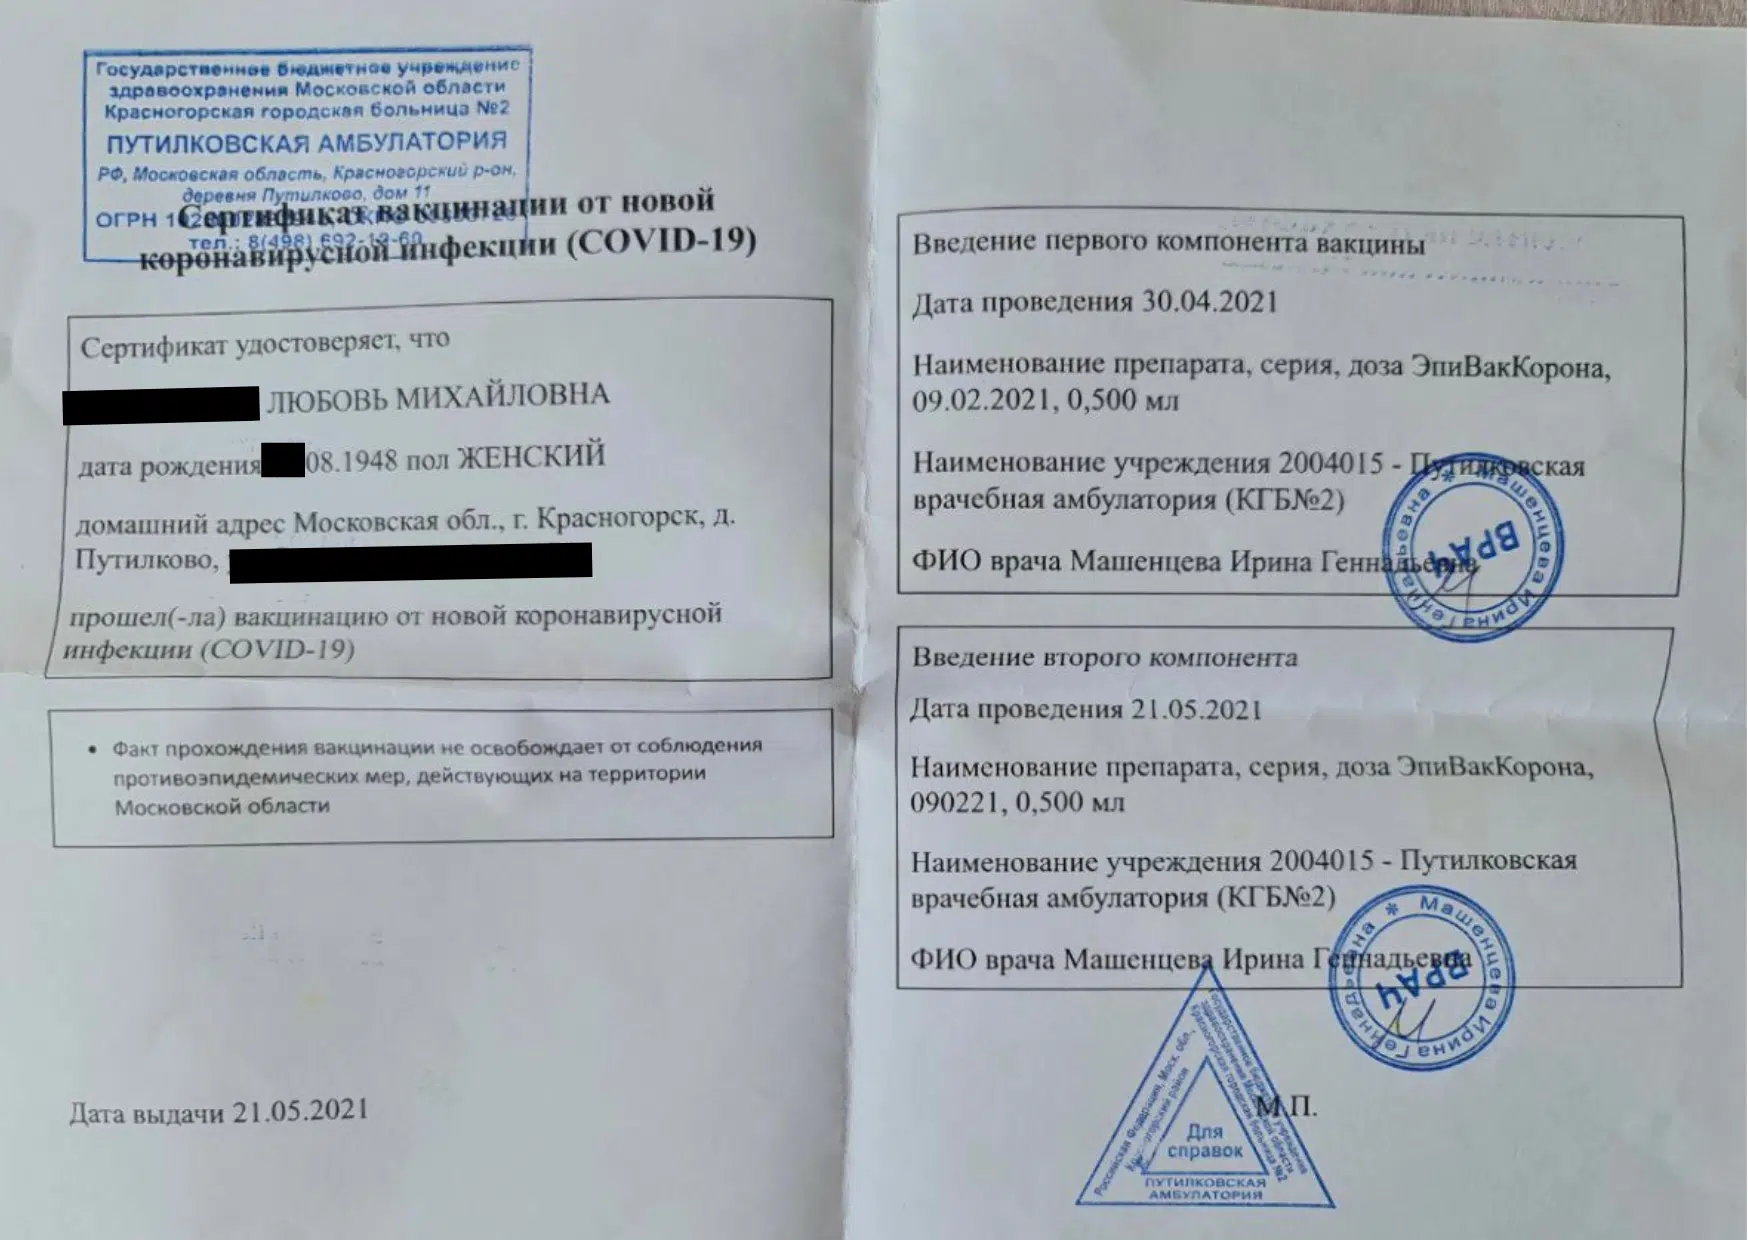 Государственное бюджетное учреждение
здравоохранения Московской области
Красногорская городская больница №2
ПУТИЛКОВСКАЯ АМБУЛАТОРИЯ
РФ, Московская область, Красногорский р-он,
деревня Путилково, дом 11
ОГРН
тел.: 8(498) 692-12-60
Сертификат вакцинации от новой
коронавирусной инфекции (COVID-19)
Сертификат удостоверяет, что
ЛЮБОВЬ МИХАЙЛОВНА
дата рождения 08.1948 пол ЖЕНСКИЙ
домашний адрес Московская обл., г. Красногорск, д.
Путилково,
прошел(-ла) вакцинацию от новой коронавирусной
инфекции (COVID-19)
• Факт прохождения вакцинации не освобождает от соблюдения
противоэпидемических мер, действующих на территории
Московской области
Дата выдачи 21.05.2021
Введение первого компонента вакцины
Дата проведения 30.04.2021
Наименование препарата, серия, доза ЭпиВакКорона,
09.02.2021, 0,500 мл
Наименование учреждения 2004015 - Путилковская
врачебная амбулатория (КГБ№2)
ФИО врача Машенцева Ирина Геннадьевна
Машенцева Ирина Геннадьевна *
ВРАЧ
Введение второго компонента
Дата проведения 21.05.2021
Наименование препарата, серия, доза ЭпиВакКорона,
090221, 0,500 мл
Наименование учреждения 2004015 - Путилковская
врачебная амбулатория (КГБ№2)
ФИО врача Машенцева Ирина Геннадьевна
Машенцева Ирина Геннадьевна *
ВРАЧ
М.П.
Российская Федерация, Моск. обл.,
Красногорский район
Государственное бюджетное учреждение
здравоохранения Московской области
Красногорская городская больница №2
Для
справок
ПУТИЛКОВСКАЯ
АМБУЛАТОРИЯ